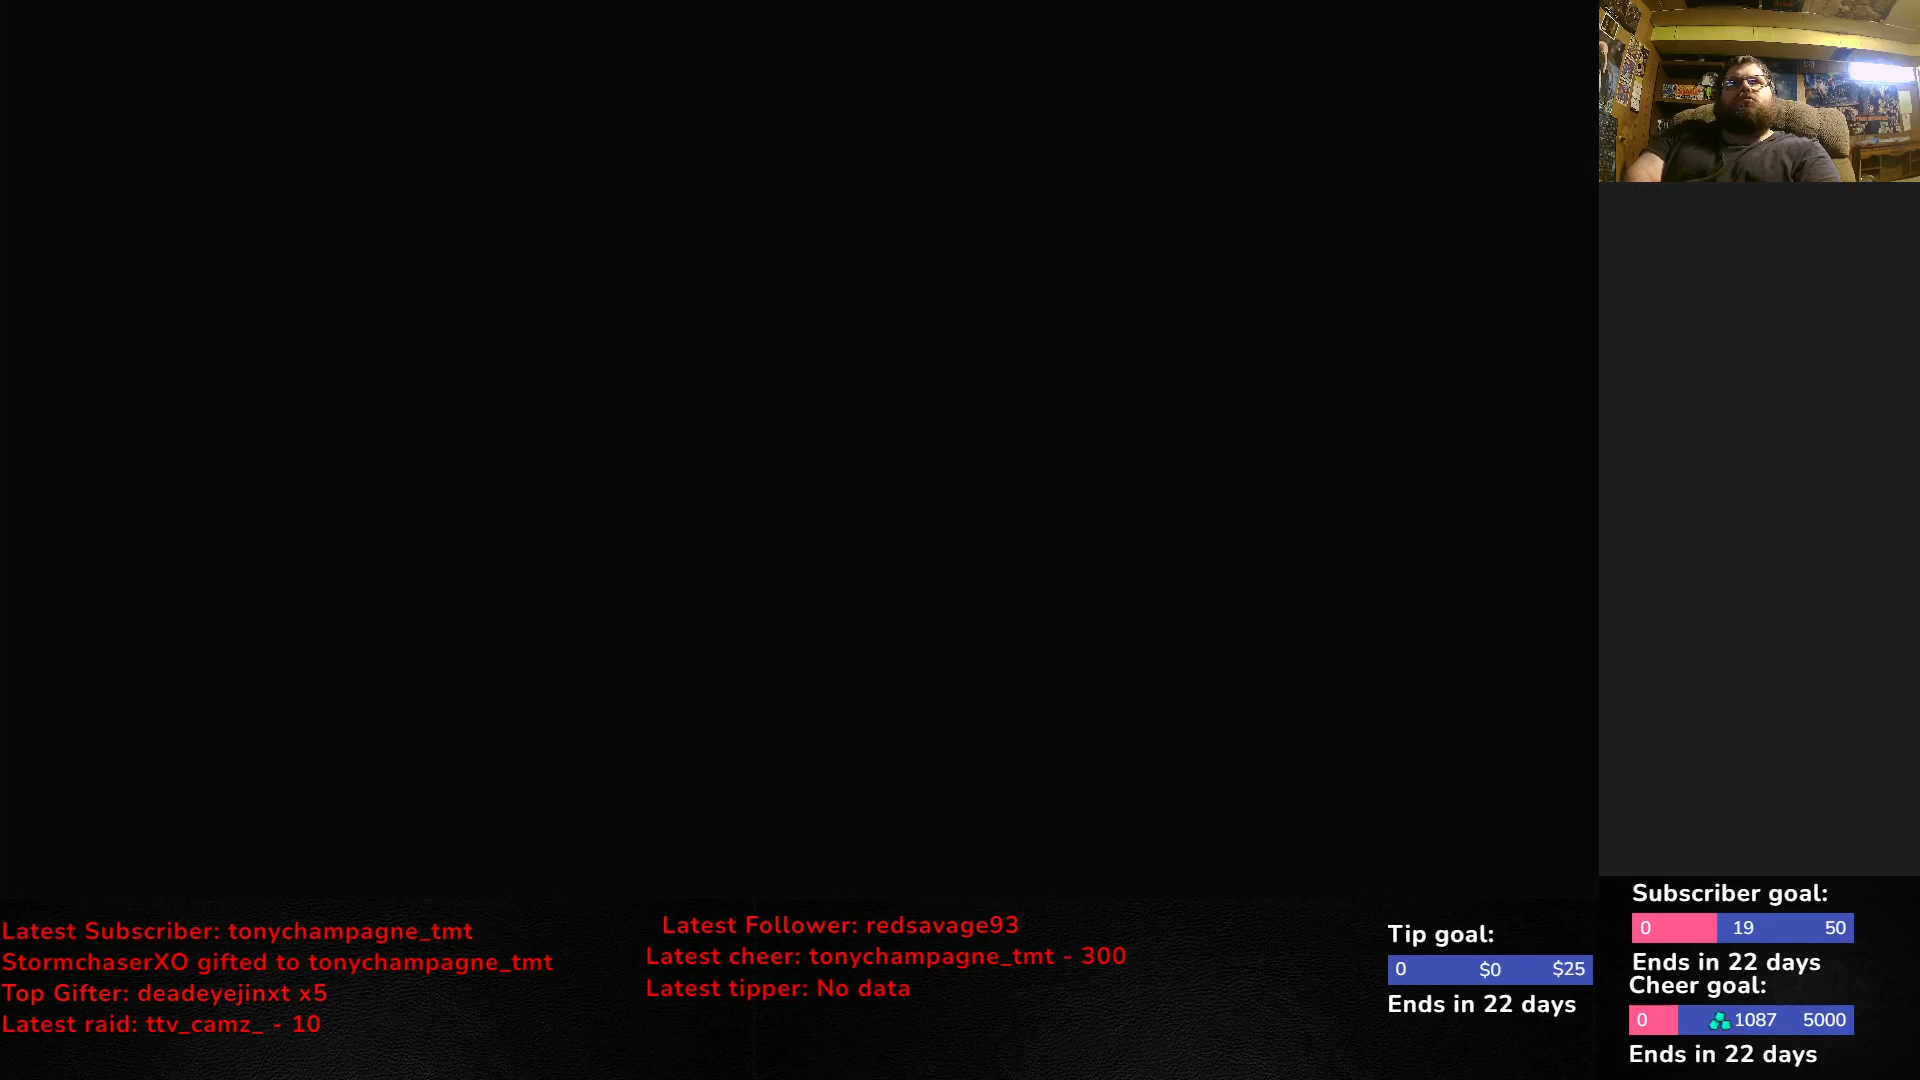 Latest Subscriber: tonychampagne_tmt
StormchaserXO gifted to tonychampagne_tmt
Top Gifter: deadeyejinxt x5
Latest raid: ttv_camz_ - 10
Latest Follower: redsavage93
Latest cheer: tonychampagne_tmt - 300
Latest tipper: No data
Tip goal:
0 $0 $25
Ends in 22 days
Subscriber goal:
0 19 50
Ends in 22 days
Cheer goal:
0 1087 5000
Ends in 22 days